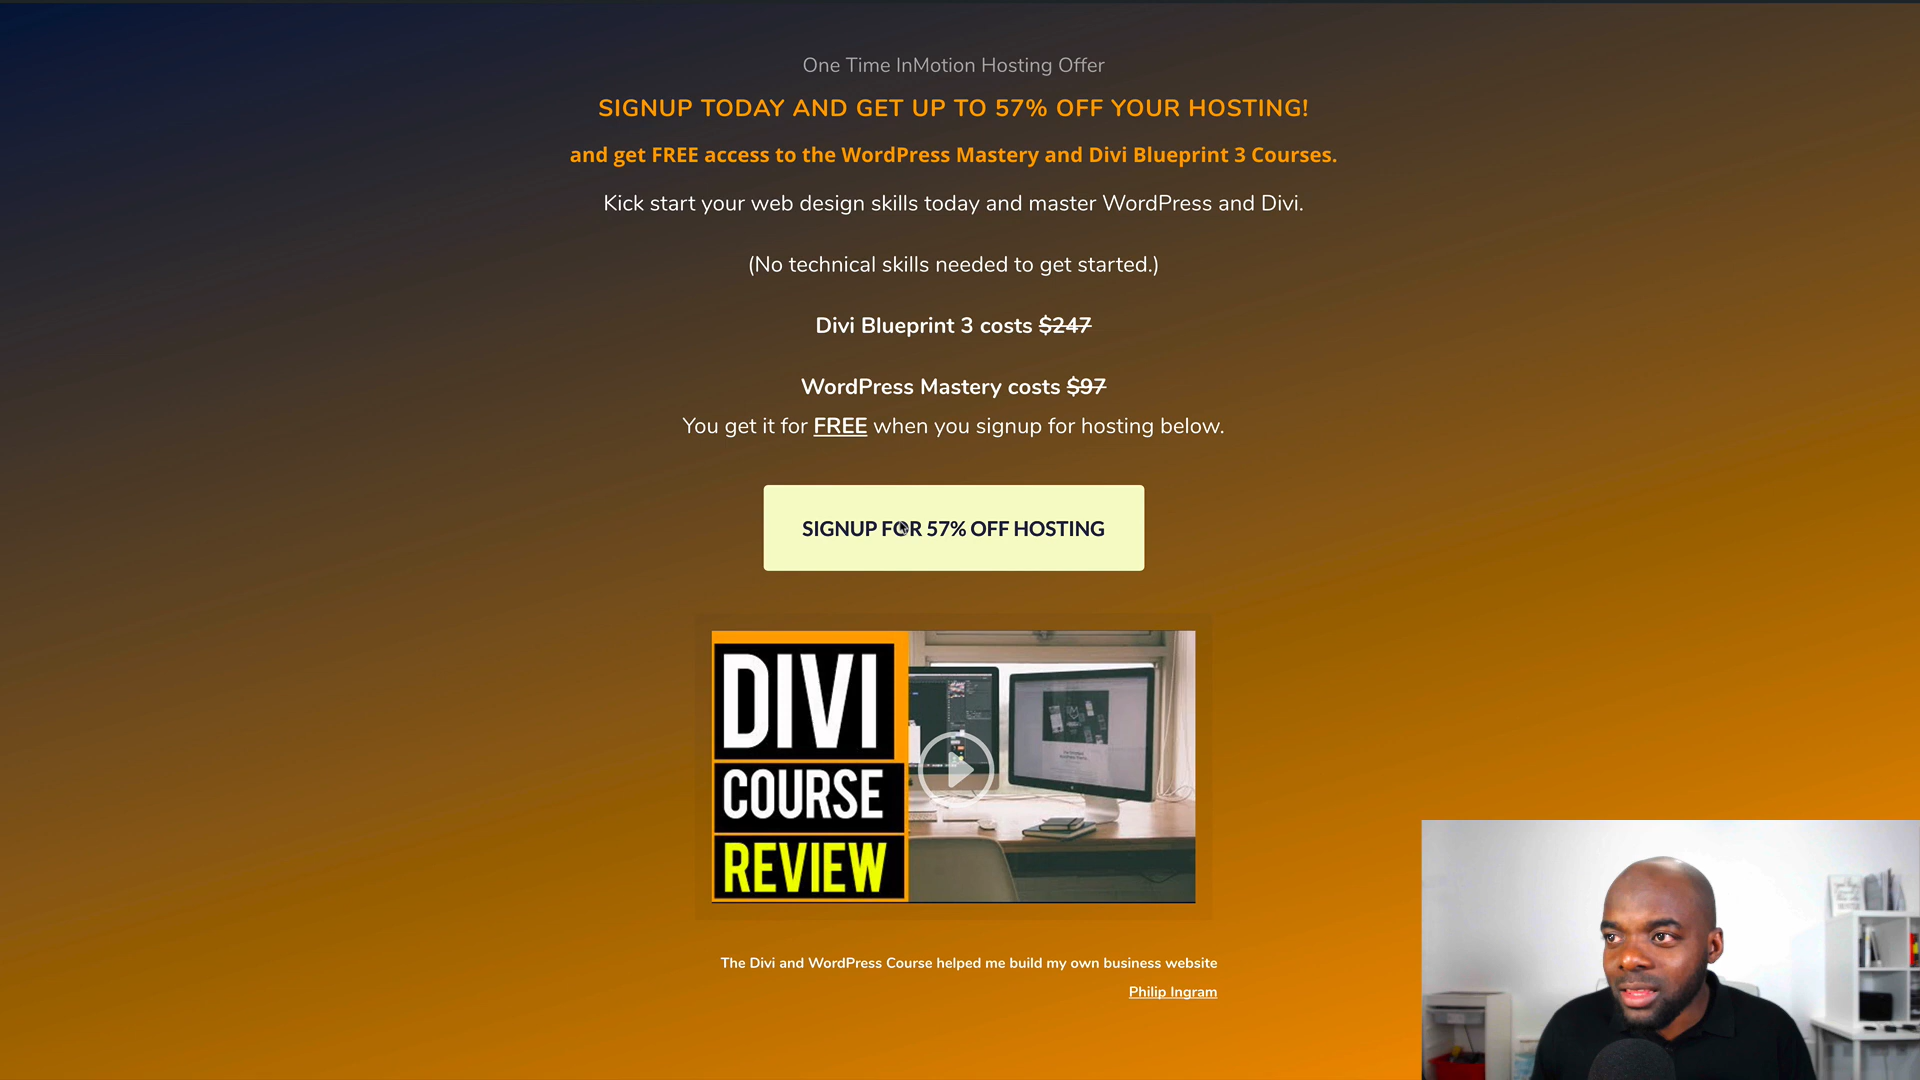 One Time InMotion Hosting Offer
SIGNUP TODAY AND GET UP TO 57% OFF YOUR HOSTING!
and get FREE access to the WordPress Mastery and Divi Blueprint 3 Courses.
Kick start your web design skills today and master WordPress and Divi.
(No technical skills needed to get started.)
Divi Blueprint 3 costs $247
WordPress Mastery costs $97
You get it for FREE when you signup for hosting below.
SIGNUP FOR 57% OFF HOSTING
DIVI
COURSE
REVIEW
The Divi and WordPress Course helped me build my own business website
Philip Ingram